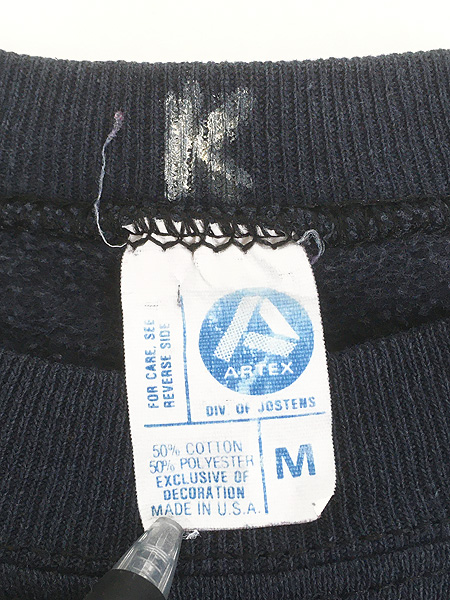 K
FOR CARE, SEE
REVERSE SIDE
ARTEX
DIV. OF JOSTENS
50% COTTON
50% POLYESTER
EXCLUSIVE OF
DECORATION
MADE IN U.S.A.
M